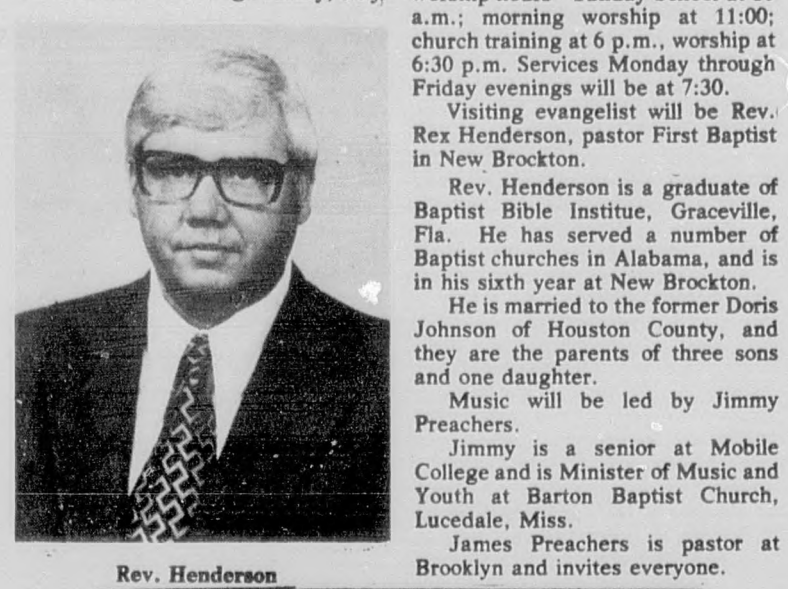 a.m.; morning worship at 11:00;
church training at 6 p.m., worship at
6:30 p.m. Services Monday through
Friday evenings will be at 7:30.
Visiting evangelist will be Rev.
Rex Henderson, pastor First Baptist
in New Brockton.
Rev. Henderson is a graduate of
Baptist Bible Institue, Graceville,
Fla. He has served a number of
Baptist churches in Alabama, and is
in his sixth year at New Brockton.
He is married to the former Doris
Johnson of Houston County, and
they are the parents of three sons
and one daughter.
Music will be led by Jimmy
Preachers.
Jimmy is a senior at Mobile
College and is Minister of Music and
Youth at Barton Baptist Church,
Lucedale, Miss.
James Preachers is pastor at
Brooklyn and invites everyone.
Rev. Henderson